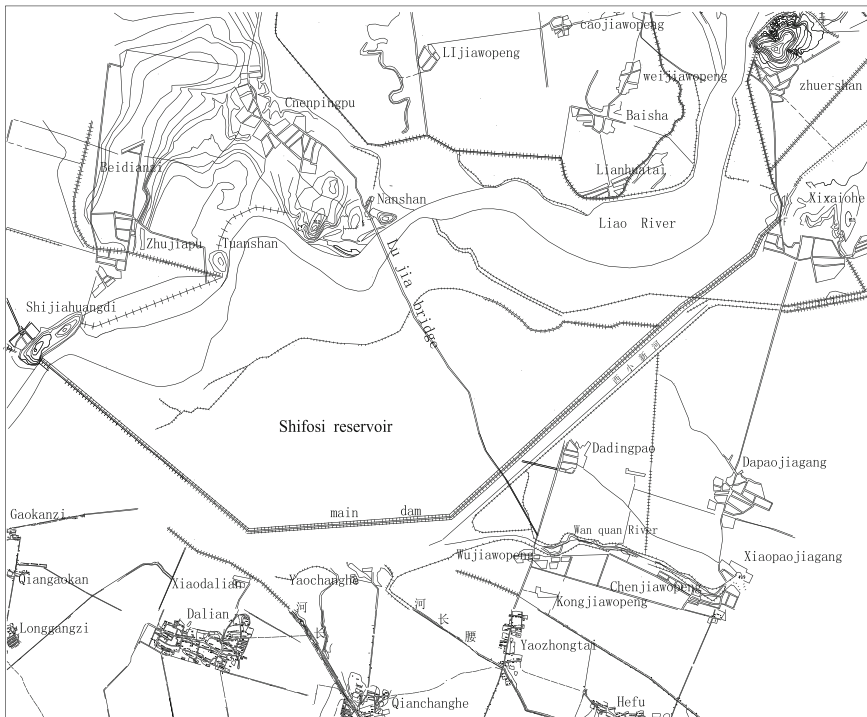 caojiawopeng
LIjiawopeng
weijiawopeng
zhuershan
Cnenpingpu
Baisha
Beidianzi
Lianhuatai
Nanshan
Xixaiohe
Liao River
Zhujiapu
Tuanshan
Lu jia bridge
Shijiahuangdi
Shifosi reservoir
Dadingpao
Dapaojiagang
main dam
Gaokanzi
Wan quan River
Wujiawopeng
Xiaopaojiagang
Qiangaokan
Xiaodalian
Yaochanghe
Chenjiawopeng
Kongjiawopeng
Dalian
河
长
河
长
腰
Longgangzi
Yaozhongtai
Qianchanghe
Hefu